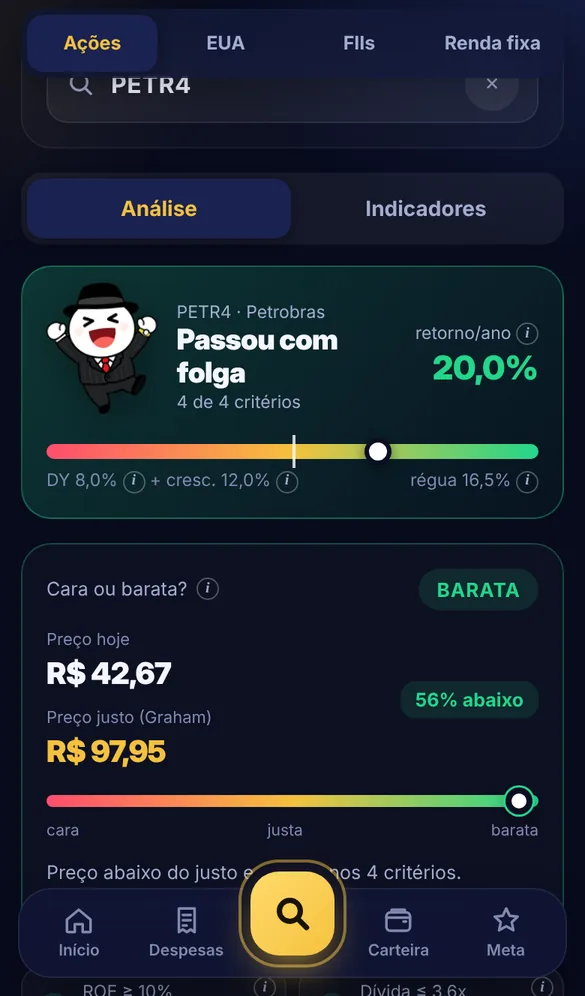 Ações EUA FIIs Renda fixa
PETR4 ×
Análise Indicadores
PETR4 · Petrobras
Passou com
folga
4 de 4 critérios
retorno/ano i
20,0%
DY 8,0% i + cresc. 12,0% i régua 16,5% i
Cara ou barata? i BARATA
Preço hoje
R$ 42,67
56% abaixo
Preço justo (Graham)
R$ 97,95
cara justa barata
Preço abaixo do justo e nos 4 critérios.
Início Despesas Carteira Meta
ROE ≥ 10% i Dívida ≤ 3,6x i